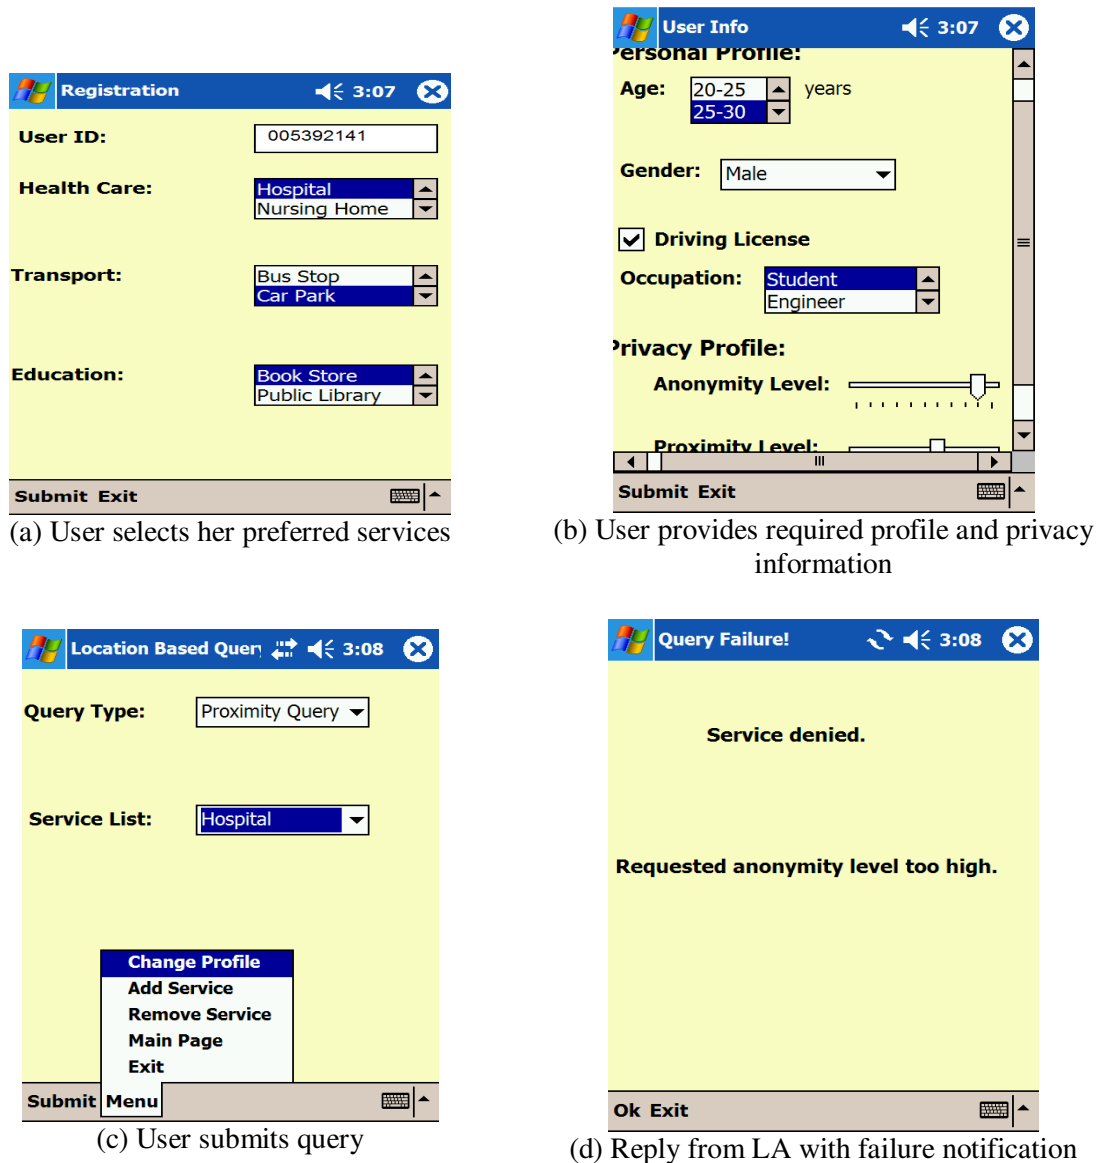 Registration 3:07
User ID: 005392141
Health Care: Hospital
Nursing Home
Transport: Bus Stop
Car Park
Education: Book Store
Public Library
Submit Exit
(a) User selects her preferred services
User Info 3:07
Personal Profile:
Age: 20-25 years
25-30
Gender: Male
Driving License
Occupation: Student
Engineer
Privacy Profile:
Anonymity Level:
Proximity Level:
Submit Exit
(b) User provides required profile and privacy
information
Location Based Quer 3:08
Query Type: Proximity Query
Service List: Hospital
Change Profile
Add Service
Remove Service
Main Page
Exit
Submit Menu
(c) User submits query
Query Failure! 3:08
Service denied.
Requested anonymity level too high.
Ok Exit
(d) Reply from LA with failure notification